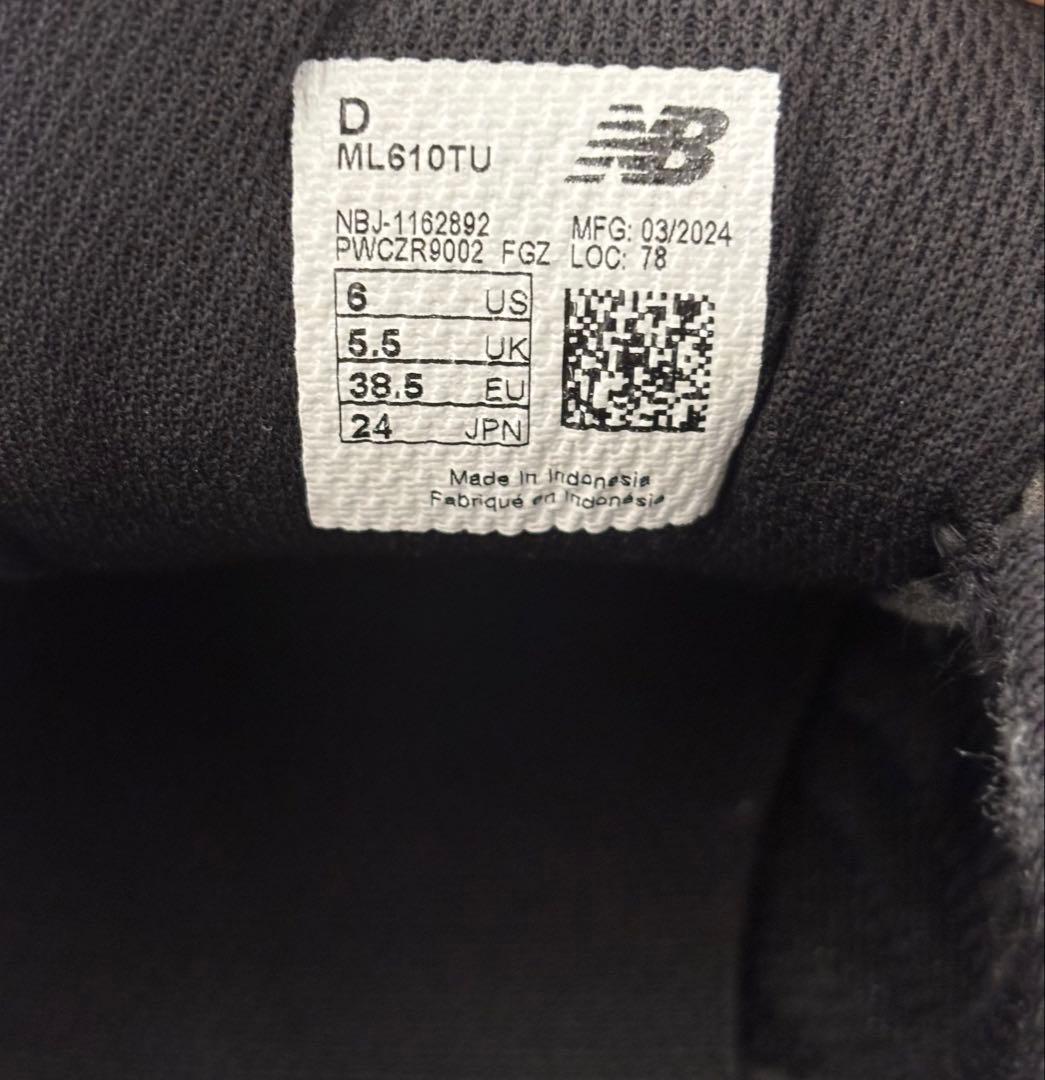 D
ML610TU
NB
NBJ-1162892
PWCZR9002 FGZ
MFG: 03/2024
LOC: 78
6 US
5.5 UK
38.5 EU
24 JPN
Made in Indonesia
Fabriqué en Indonésie